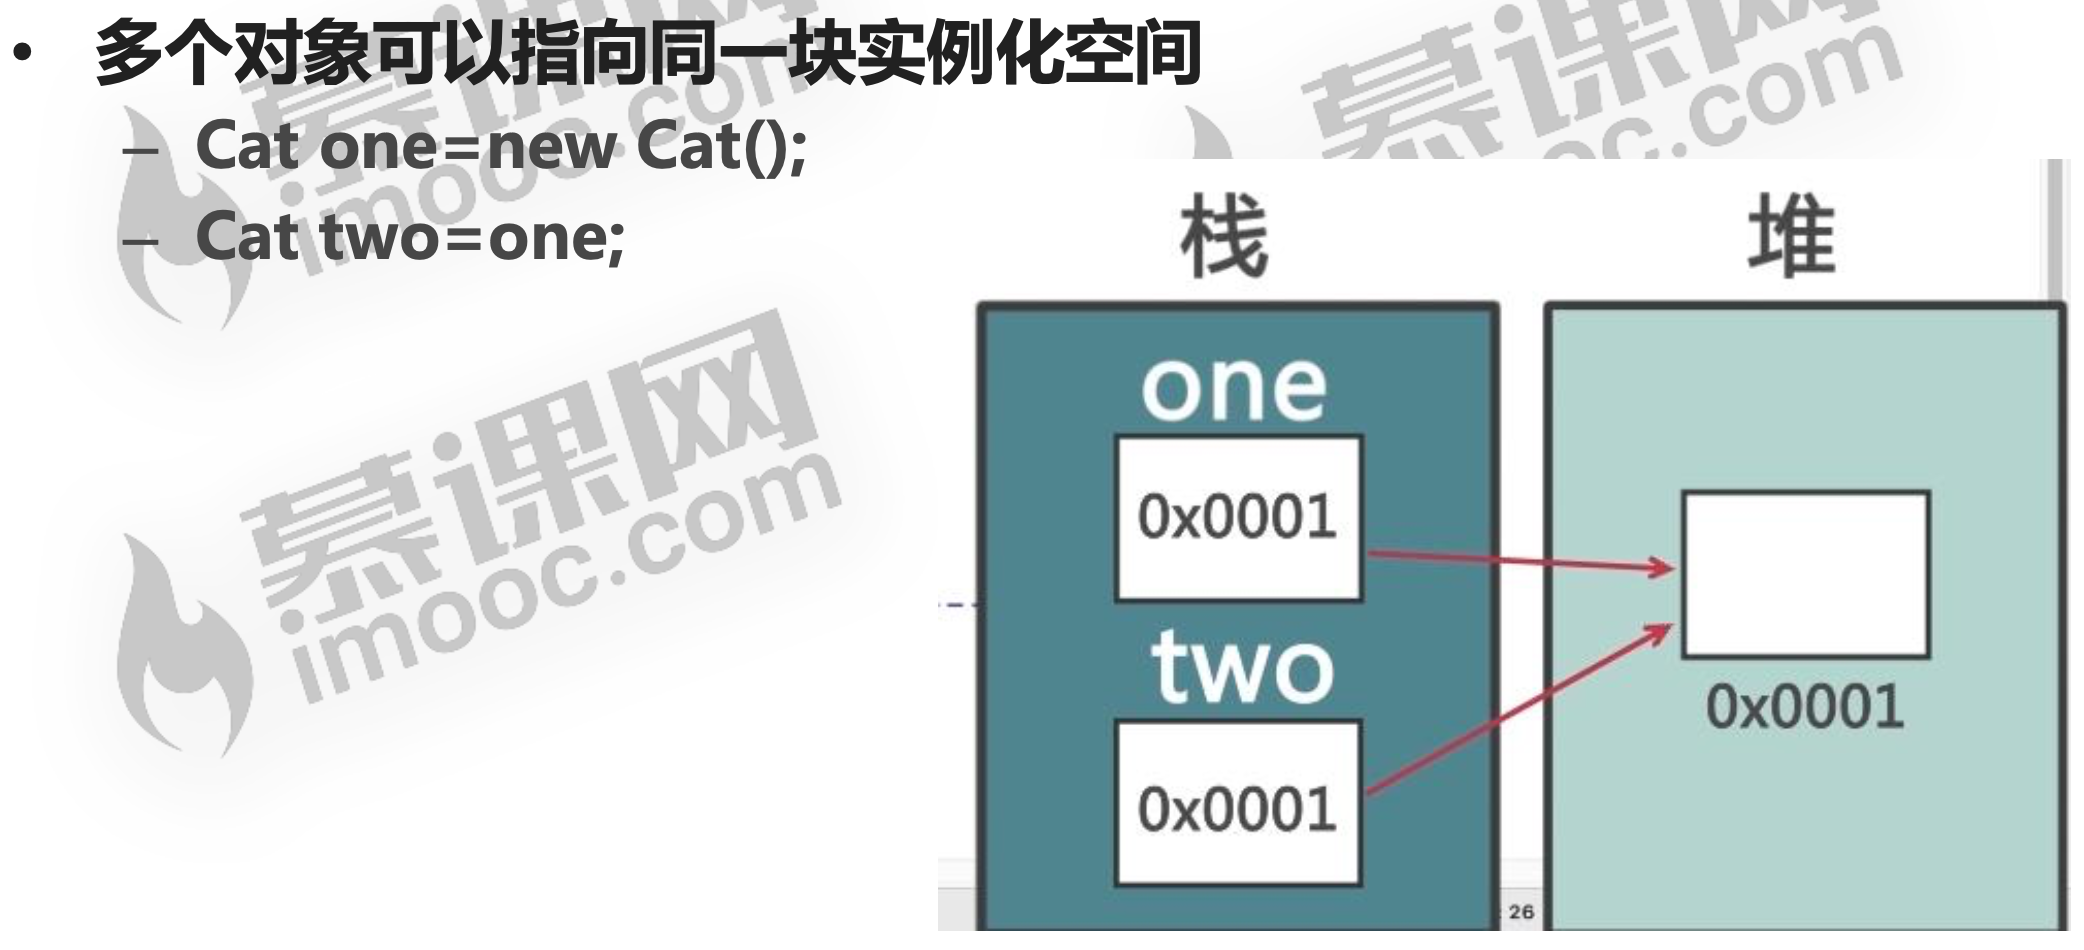 • 多个对象可以指向同一块实例化空间
– Cat one=new Cat();
– Cat two=one;
栈
堆
one
0x0001
two
0x0001
0x0001
26
慕课网
imooc.com
慕课网
imooc.com
慕课网
imooc.com